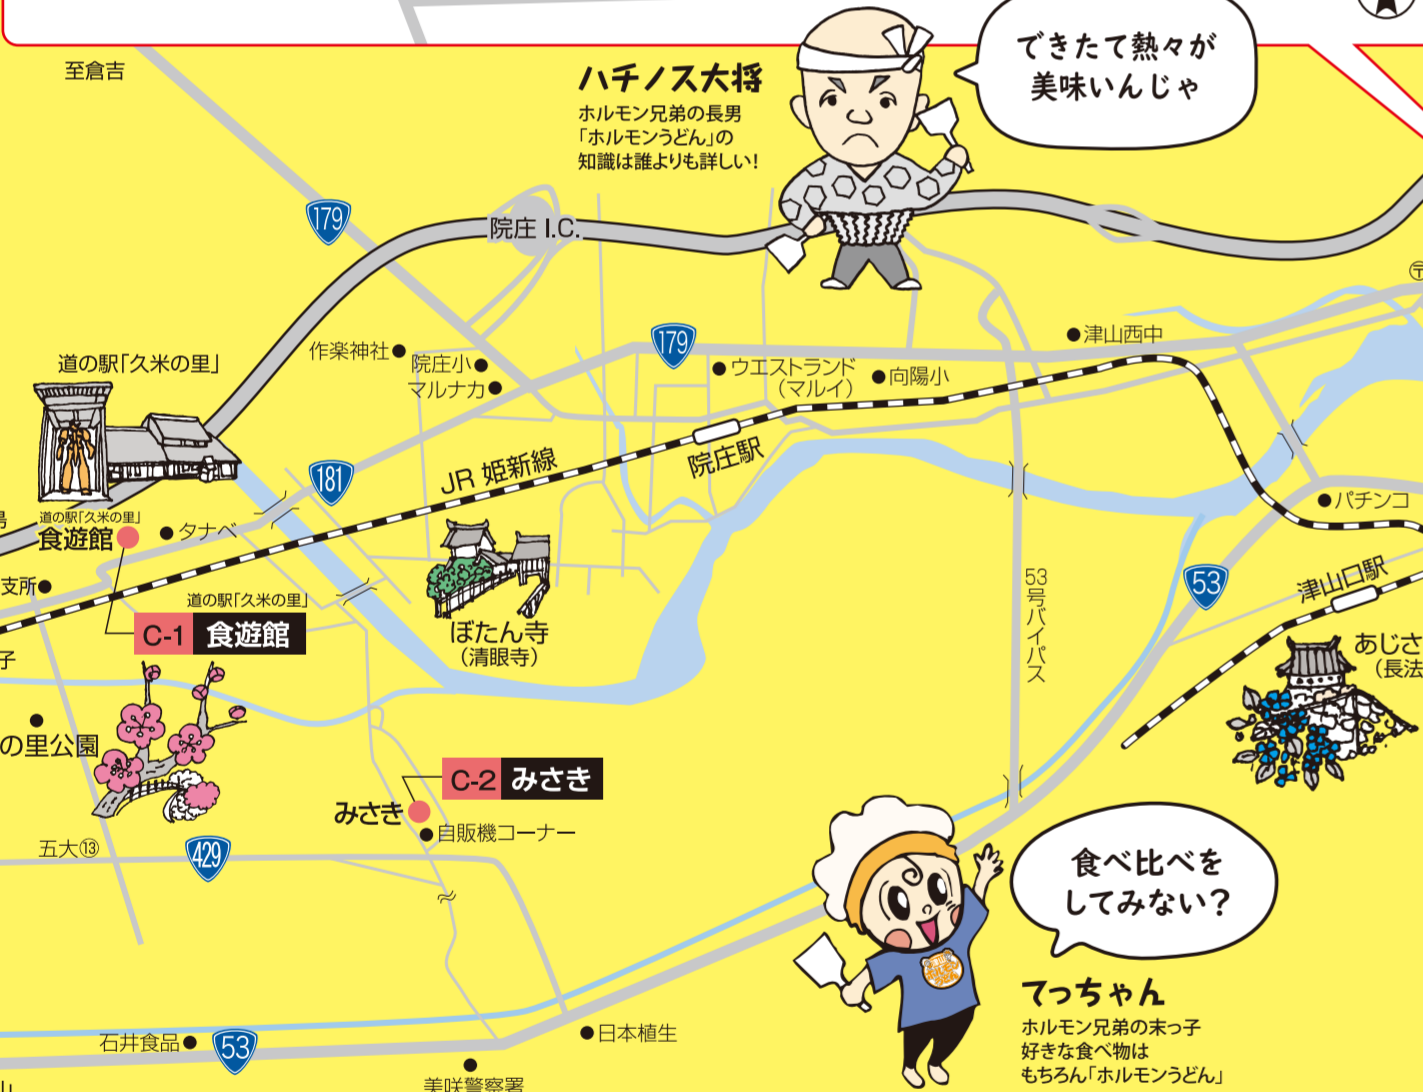 至倉吉
ハチノス大将
ホルモン兄弟の長男
「ホルモンうどん」の
知識は誰よりも詳しい!
できたて熱々が
美味いんじゃ
179
院庄 I.C.
作楽神社
院庄小
マルナカ
179
ウエストランド
(マルイ)
向陽小
津山西中
道の駅「久米の里」
181
JR 姫新線
院庄駅
パチンコ
道の駅「久米の里」
食遊館
タナベ
支所
道の駅「久米の里」
C-1 食遊館
ぼたん寺
(清眼寺)
53号バイパス
53
津山口駅
あじさ
(長法
子
の里公園
C-2 みさき
みさき
自販機コーナー
五大⑬
429
食べ比べを
してみない?
ホルモン
うどん
てっちゃん
ホルモン兄弟の末っ子
好きな食べ物は
もちろん「ホルモンうどん」
石井食品
53
日本植生
美咲警察署